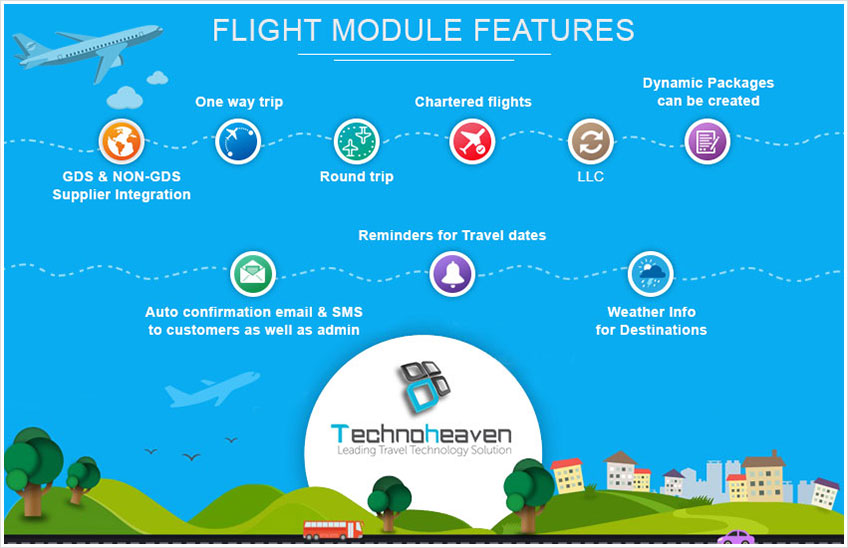 FLIGHT MODULE FEATURES
One way trip
Chartered flights
Dynamic Packages
can be created
GDS & NON-GDS
Supplier Integration
Round trip
LLC
Reminders for Travel dates
Auto confirmation email & SMS
to customers as well as admin
Weather Info
for Destinations
Technoheaven
Leading Travel Technology Solution